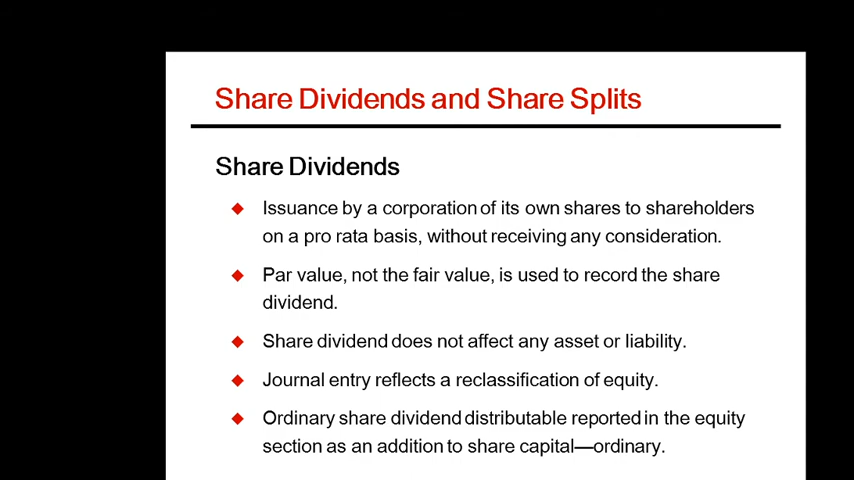 Share Dividends and Share Splits
Share Dividends
Issuance by a corporation of its own shares to shareholders
on a pro rata basis, without receiving any consideration.
Par value, not the fair value, is used to record the share
dividend.
Share dividend does not affect any asset or liability.
Journal entry reflects a reclassification of equity.
Ordinary share dividend distributable reported in the equity
section as an addition to share capital—ordinary.